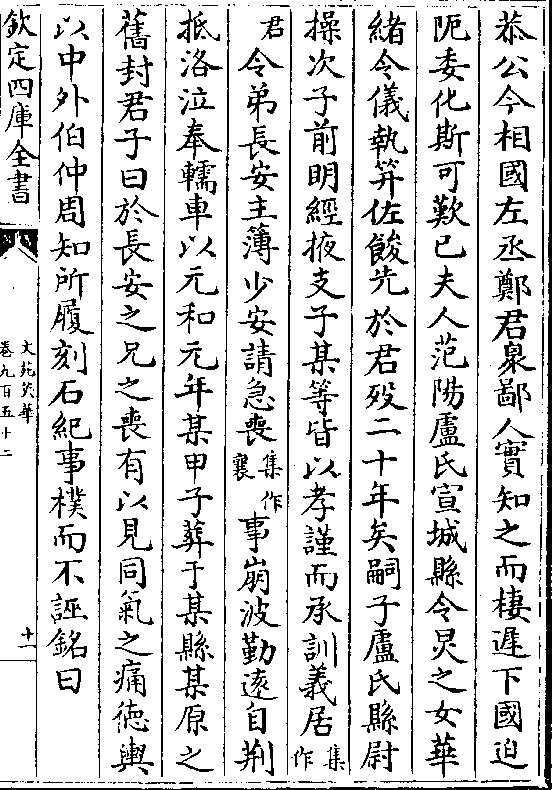 恭公今相國左丞鄭君臮鄙人實知之而棲遲下國迫
阨委化斯可歎已夫人范陽盧氏宣城縣令炅之女華
緒令儀執笲佐餕先於君歿二十年矣嗣子盧氏縣尉
操次子前明經掖支子某等皆以孝謹而承訓義居集作
君令弟長安主簿少安請急喪集作襄事崩波勤遠自荆
抵洛泣奉轜車以元和元年某甲子葬于某縣某原之
舊封君子曰於長安之兄之喪有以見同氣之痛德輿
以中外伯仲周知所履刻石紀事樸而不誣銘曰
欽定四庫全書
文苑英華
卷九百五十二
十一